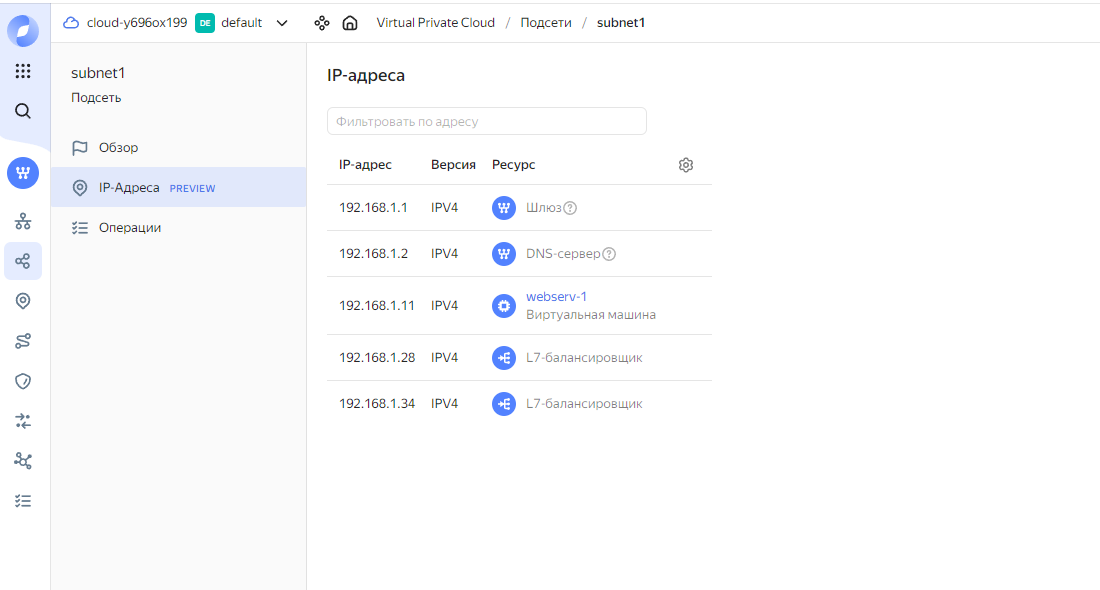 cloud-y696ox199 DE default Virtual Private Cloud / Подсети / subnet1
subnet1
Подсеть
Обзор
IP-Адреса PREVIEW
Операции
IP-адреса
Фильтровать по адресу
IP-адрес Версия Ресурс
192.168.1.1 IPV4 Шлюз
192.168.1.2 IPV4 DNS-сервер
192.168.1.11 IPV4 webserv-1
Виртуальная машина
192.168.1.28 IPV4 L7-балансировщик
192.168.1.34 IPV4 L7-балансировщик